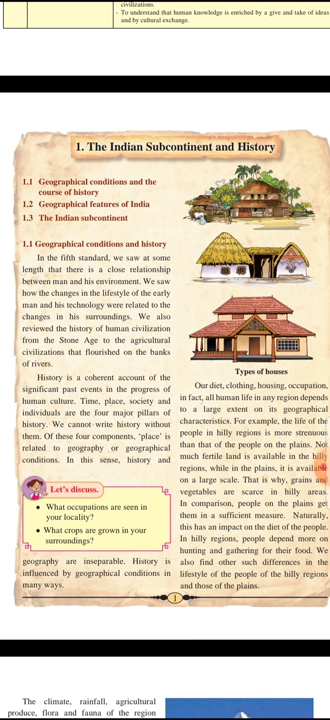 civilizations.
- To understand that human knowledge is enriched by a give and take of ideas
and by cultural exchange.
1. The Indian Subcontinent and History
1.1 Geographical conditions and the
course of history
1.2 Geographical features of India
1.3 The Indian subcontinent
1.1 Geographical conditions and history
In the fifth standard, we saw at some
length that there is a close relationship
between man and his environment. We saw
how the changes in the lifestyle of the early
man and his technology were related to the
changes in his surroundings. We also
reviewed the history of human civilization
from the Stone Age to the agricultural
civilizations that flourished on the banks
of rivers.
History is a coherent account of the
significant past events in the progress of
human culture. Time, place, society and
individuals are the four major pillars of
history. We cannot write history without
them. Of these four components, 'place' is
related to geography or geographical
conditions. In this sense, history and
Let's discuss.
• What occupations are seen in
your locality?
• What crops are grown in your
surroundings?
geography are inseparable. History is
influenced by geographical conditions in
many ways.
Types of houses
Our diet, clothing, housing, occupation,
in fact, all human life in any region depends
to a large extent on its geographical
characteristics. For example, the life of the
people in hilly regions is more strenuous
than that of the people on the plains. Not
much fertile land is available in the hilly
regions, while in the plains, it is available
on a large scale. That is why, grains and
vegetables are scarce in hilly areas.
In comparison, people on the plains get
them in a sufficient measure. Naturally,
this has an impact on the diet of the people.
In hilly regions, people depend more on
hunting and gathering for their food. We
also find other such differences in the
lifestyle of the people of the hilly regions
and those of the plains.
1
The climate, rainfall, agricultural
produce, flora and fauna of the region